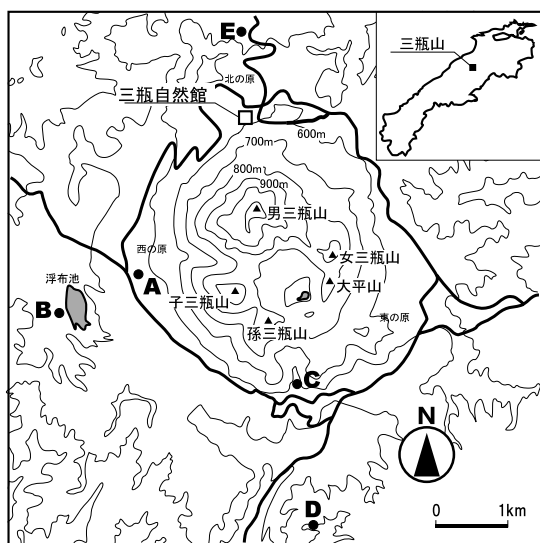 E
北の原
三瓶自然館
三瓶山
600m
700m
800m
900m
男三瓶山
女三瓶山
西の原
A
大平山
浮布池
子三瓶山
B
孫三瓶山
東の原
C
N
D
0 1km